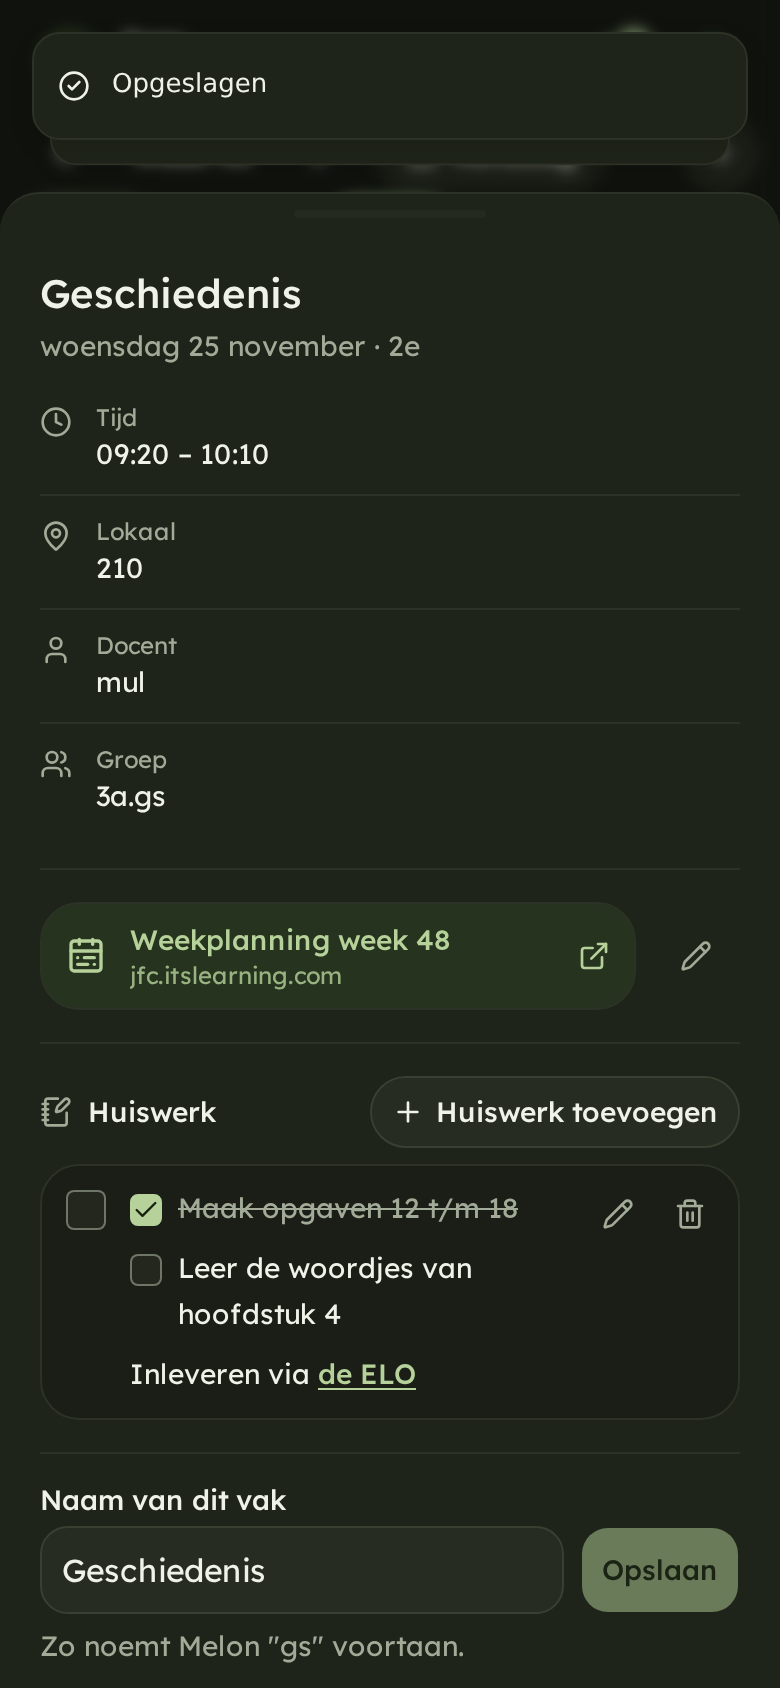 Opgeslagen
Geschiedenis
woensdag 25 november · 2e
Tijd
09:20 – 10:10
Lokaal
210
Docent
mul
Groep
3a.gs
Weekplanning week 48
jfc.itslearning.com
Huiswerk
Huiswerk toevoegen
Maak opgaven 12 t/m 18
Leer de woordjes van
hoofdstuk 4
Inleveren via de ELO
Naam van dit vak
Geschiedenis
Opslaan
Zo noemt Melon "gs" voortaan.